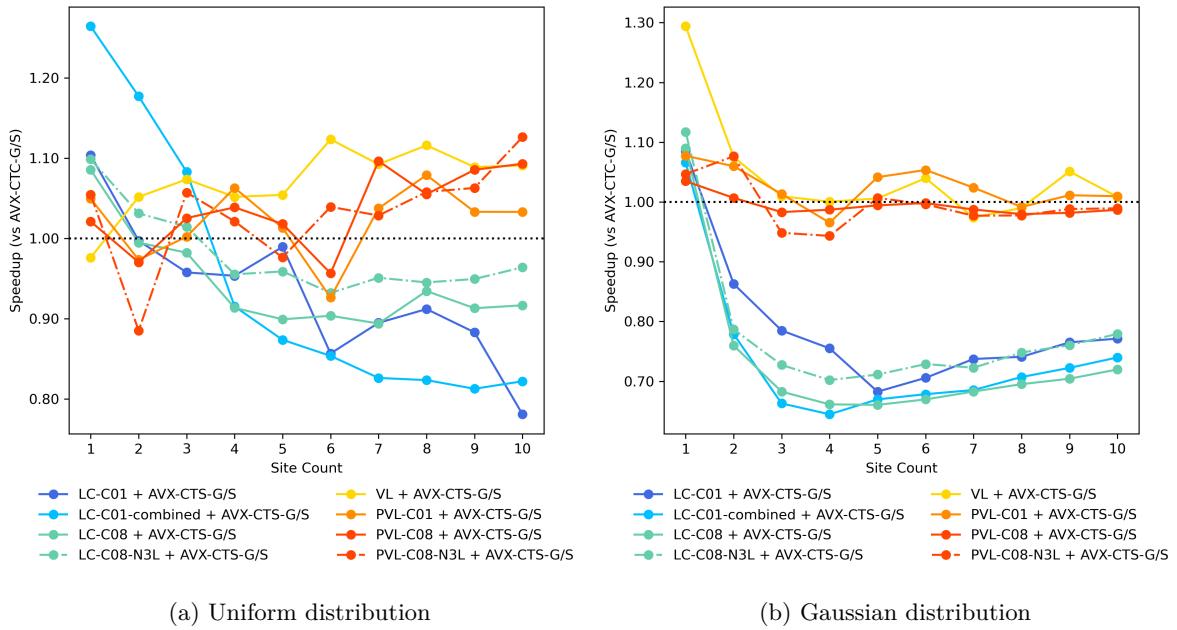 Speedup (vs AVX-CTC-G/S)
1.20
1.10
1.00
0.90
0.80
1 2 3 4 5 6 7 8 9 10
Site Count
LC-C01 + AVX-CTS-G/S
LC-C01-combined + AVX-CTS-G/S
LC-C08 + AVX-CTS-G/S
LC-C08-N3L + AVX-CTS-G/S
VL + AVX-CTS-G/S
PVL-C01 + AVX-CTS-G/S
PVL-C08 + AVX-CTS-G/S
PVL-C08-N3L + AVX-CTS-G/S
(a) Uniform distribution
Speedup (vs AVX-CTC-G/S)
1.30
1.20
1.10
1.00
0.90
0.80
0.70
1 2 3 4 5 6 7 8 9 10
Site Count
LC-C01 + AVX-CTS-G/S
LC-C01-combined + AVX-CTS-G/S
LC-C08 + AVX-CTS-G/S
LC-C08-N3L + AVX-CTS-G/S
VL + AVX-CTS-G/S
PVL-C01 + AVX-CTS-G/S
PVL-C08 + AVX-CTS-G/S
PVL-C08-N3L + AVX-CTS-G/S
(b) Gaussian distribution